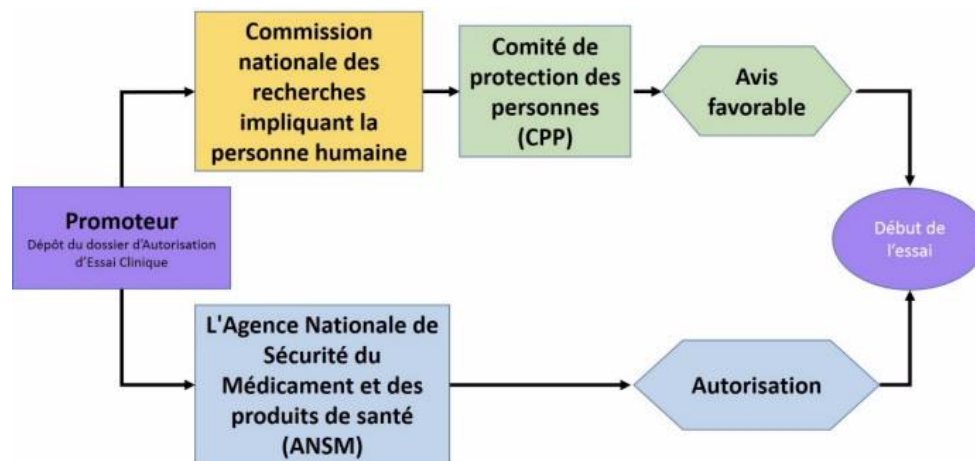 Commission
nationale des
recherches
impliquant la
personne humaine
Comité de
protection des
personnes
(CPP)
Avis
favorable
Promoteur
Dépôt du dossier d'Autorisation
d'Essai Clinique
Début de
l'essai
L'Agence Nationale de
Sécurité du
Médicament et des
produits de santé
(ANSM)
Autorisation